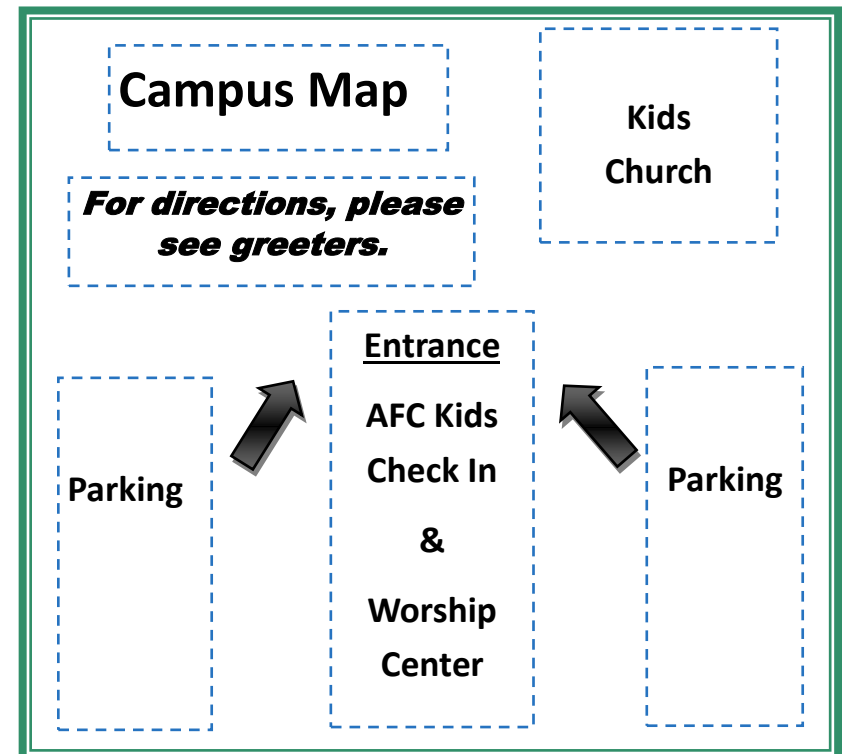 Campus Map
Kids
Church
For directions, please
see greeters.
Entrance
AFC Kids
Check In
&
Worship
Center
Parking
Parking